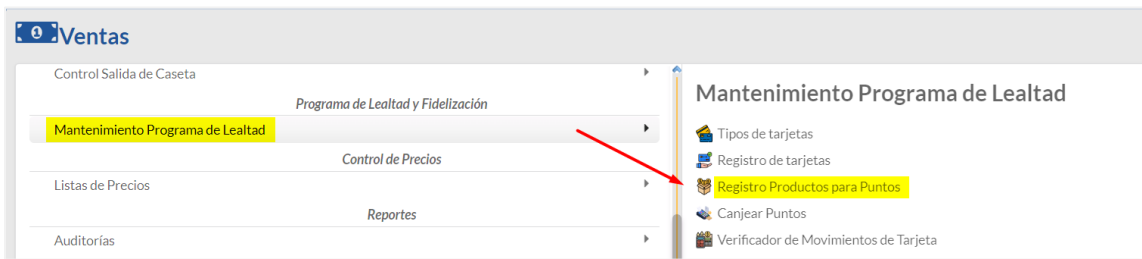 Ventas
Control Salida de Caseta
Programa de Lealtad y Fidelización
Mantenimiento Programa de Lealtad
Control de Precios
Listas de Precios
Reportes
Auditorías
Mantenimiento Programa de Lealtad
Tipos de tarjetas
Registro de tarjetas
Registro Productos para Puntos
Canjear Puntos
Verificador de Movimientos de Tarjeta